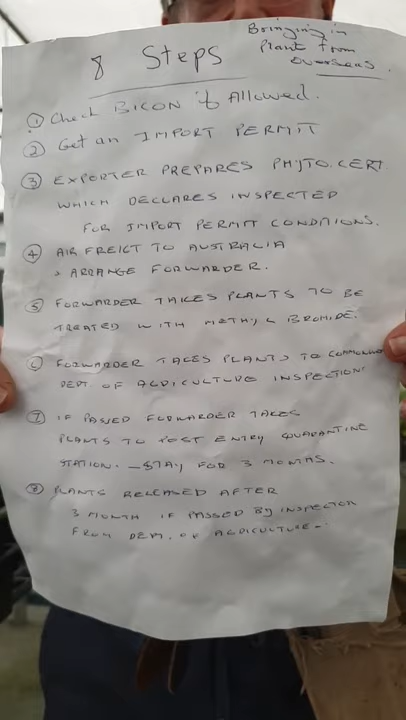 8 Steps
Bringing in
Plant from
Overseas.
① Check BICON if Allowed.
② Get an IMPORT PERMIT
③ EXPORTER PREPARES PHYTO. CERT.
WHICH DECLARES INSPECTED
FOR IMPORT PERMIT CONDITIONS.
④ AIR FREICT TO AUSTRALIA
> ARRANGE FORWARDER.
⑤ FORWARDER TAKES PLANTS TO BE
TREATED WITH METHYL BROMIDE.
⑥ FORWARDER TAKES PLANTS TO
DEPT. OF AGDICULTURE INSPECTION
⑦ IF PASSED FORWARDER TAKES
PLANTS TO POST ENTRY QUARANTINE
STATION. — STAY FOR 3 MONTHS.
⑧ PLANTS RELEASED AFTER
3 MONTH IF PASSED BY INSPECTOR
FROM DEPT. OF AGDICULTURE.